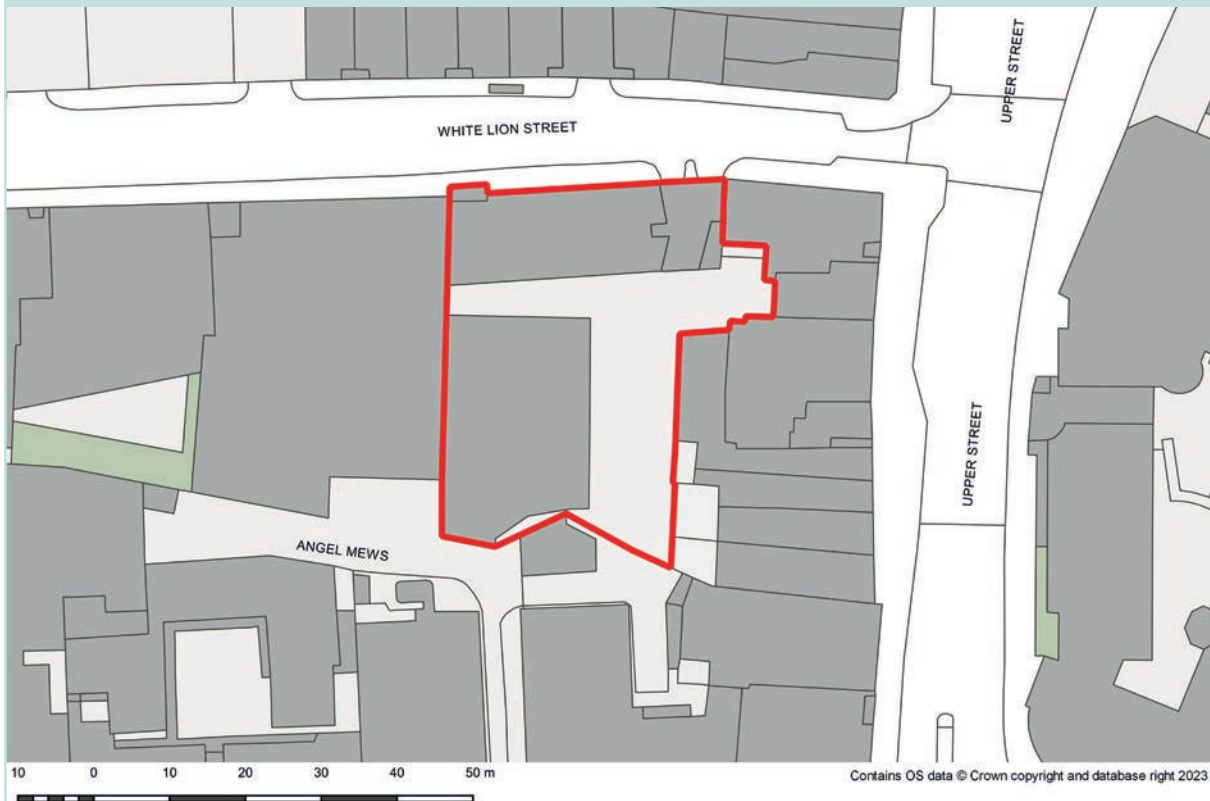 UPPER STREET
WHITE LION STREET
UPPER STREET
ANGEL MEWS
10 0 10 20 30 40 50 m
Contains OS data © Crown copyright and database right 2023